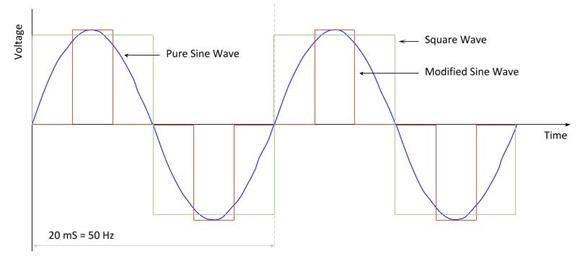 Voltage
Pure Sine Wave
Square Wave
Modified Sine Wave
Time
20 mS = 50 Hz